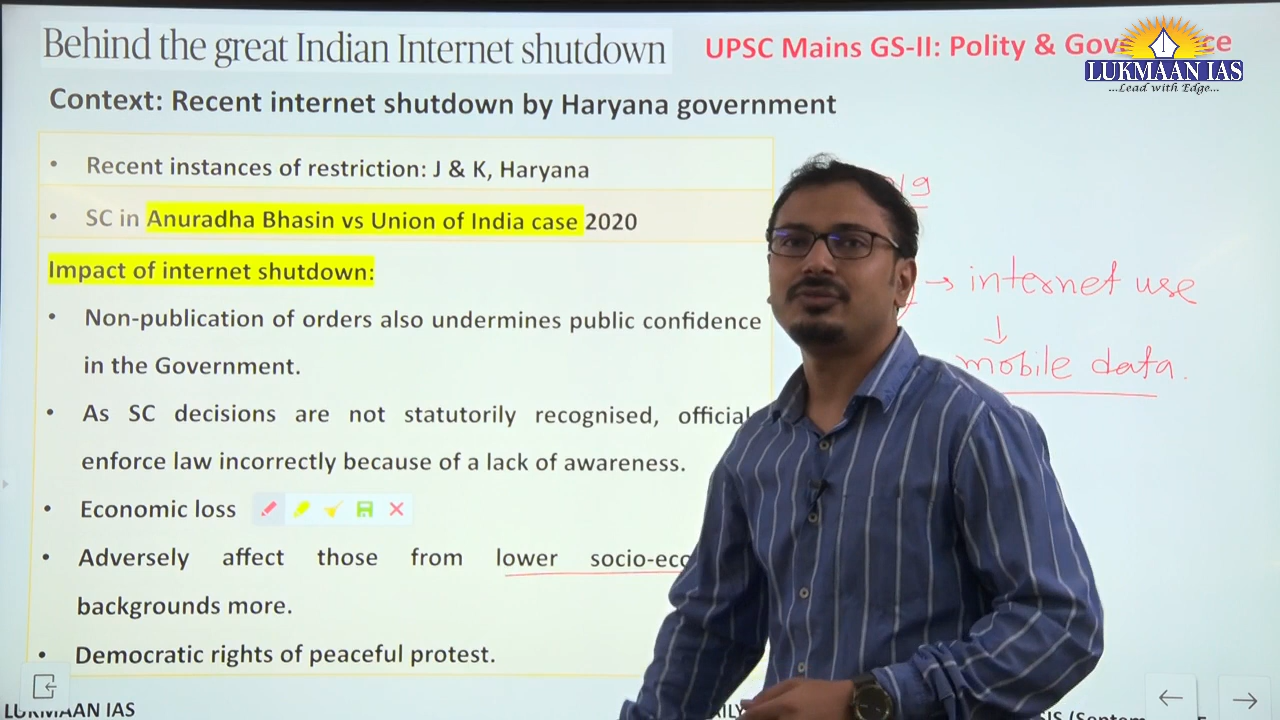 Behind the great Indian Internet shutdown
UPSC Mains GS-II: Polity & Gov ce
LUKMAAN IAS
...Lead with Edge...
Context: Recent internet shutdown by Haryana government
• Recent instances of restriction: J & K, Haryana
• SC in Anuradha Bhasin vs Union of India case 2020
Impact of internet shutdown:
• Non-publication of orders also undermines public confidence
in the Government.
• As SC decisions are not statutorily recognised, official
enforce law incorrectly because of a lack of awareness.
• Economic loss
• Adversely affect those from lower socio-eco
backgrounds more.
• Democratic rights of peaceful protest.
19
→ internet use
↓
mobile data.
LUKMAAN IAS